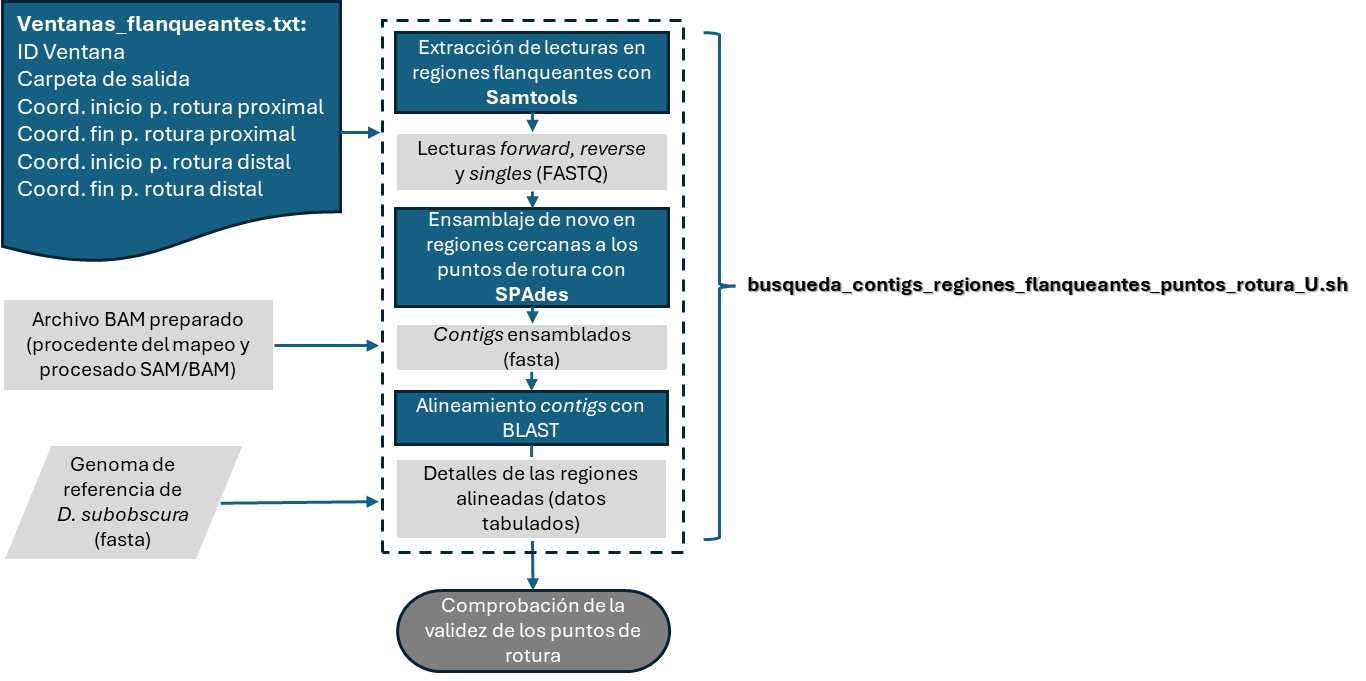 Ventanas_flanqueantes.txt:
ID Ventana
Carpeta de salida
Coord. inicio p. rotura proximal
Coord. fin p. rotura proximal
Coord. inicio p. rotura distal
Coord. fin p. rotura distal
Archivo BAM preparado
(procedente del mapeo y
procesado SAM/BAM)
Genoma de
referencia de
D. subobscura
(fasta)
Extracción de lecturas en
regiones flanqueantes con
Samtools
Lecturas forward, reverse
y singles (FASTQ)
Ensamblaje de novo en
regiones cercanas a los
puntos de rotura con
SPAdes
Contigs ensamblados
(fasta)
Alineamiento contigs con
BLAST
Detalles de las regiones
alineadas (datos
tabulados)
Comprobación de la
validez de los puntos de
rotura
busqueda_contigs_regiones_flanqueantes_puntos_rotura_U.sh